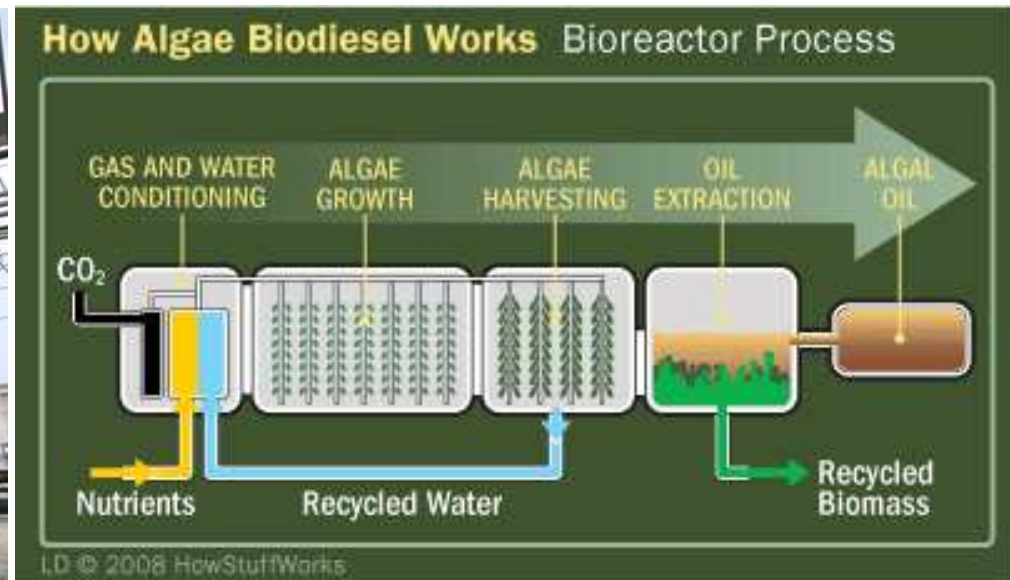 How Algae Biodiesel Works Bioreactor Process
GAS AND WATER
CONDITIONING
ALGAE
GROWTH
ALGAE
HARVESTING
OIL
EXTRACTION
ALGAL
OIL
CO₂
Nutrients
Recycled Water
Recycled
Biomass
LD © 2008 HowStuffWorks